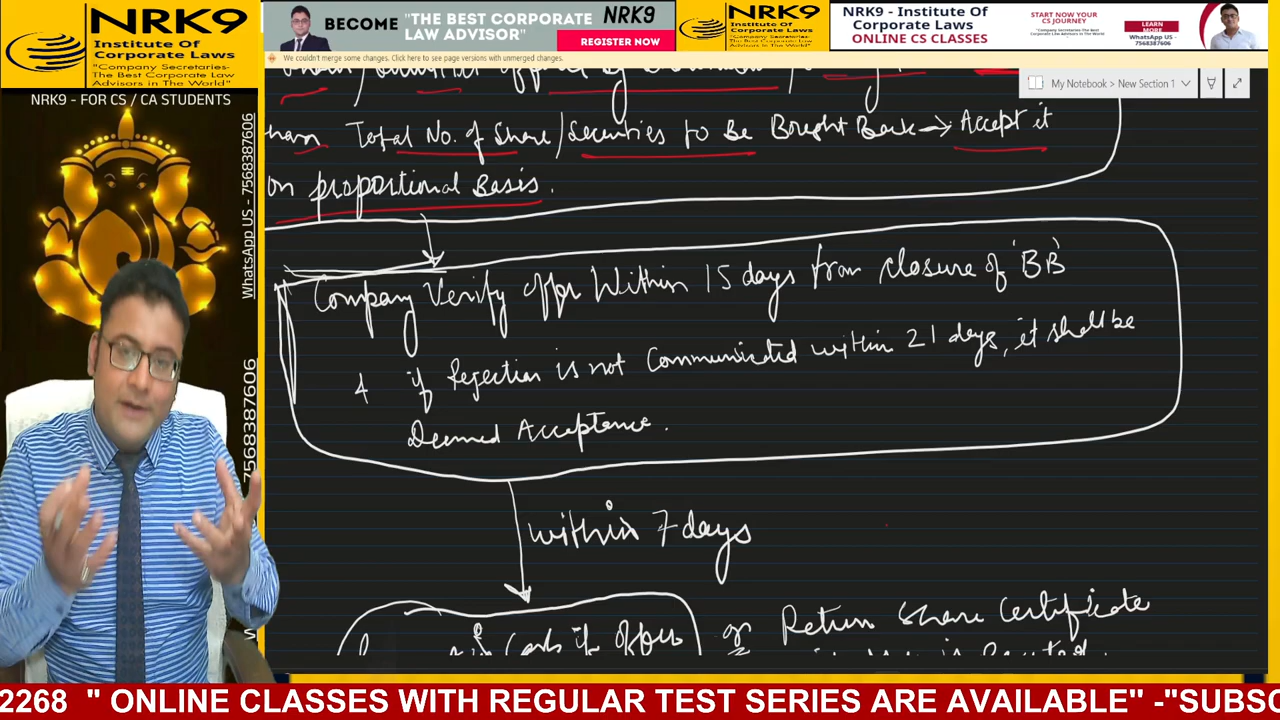 NRK9
Institute Of
Corporate Laws
"Company Secretaries-
The Best Corporate Law
Advisors in The World"
NRK9 - FOR CS / CA STUDENTS
WhatsApp US - 7568387606
7568387606
BECOME "THE BEST CORPORATE
LAW ADVISOR"
NRK9
REGISTER NOW
NRK9
Institute Of
Corporate Laws
NRK9 - Institute Of
Corporate Laws
ONLINE CS CLASSES
START NOW YOUR
CS JOURNEY
LEARN
MORE
WhatsApp US -
7568387606
We couldn't merge some changes. Click here to see page versions with unmerged changes.
My Notebook > New Section 1
Total No. of Share/Securities to Be Bought Back → Accept it
on proportional Basis.
Company Verify offer Within 15 days from closure of 'BB'
if Rejection is not Communicated within 21 days, it shall be
Deemed Acceptance.
within 7 days
Cash if offer
or Return Share Certificate
2268 " ONLINE CLASSES WITH REGULAR TEST SERIES ARE AVAILABLE" -"SUBSC